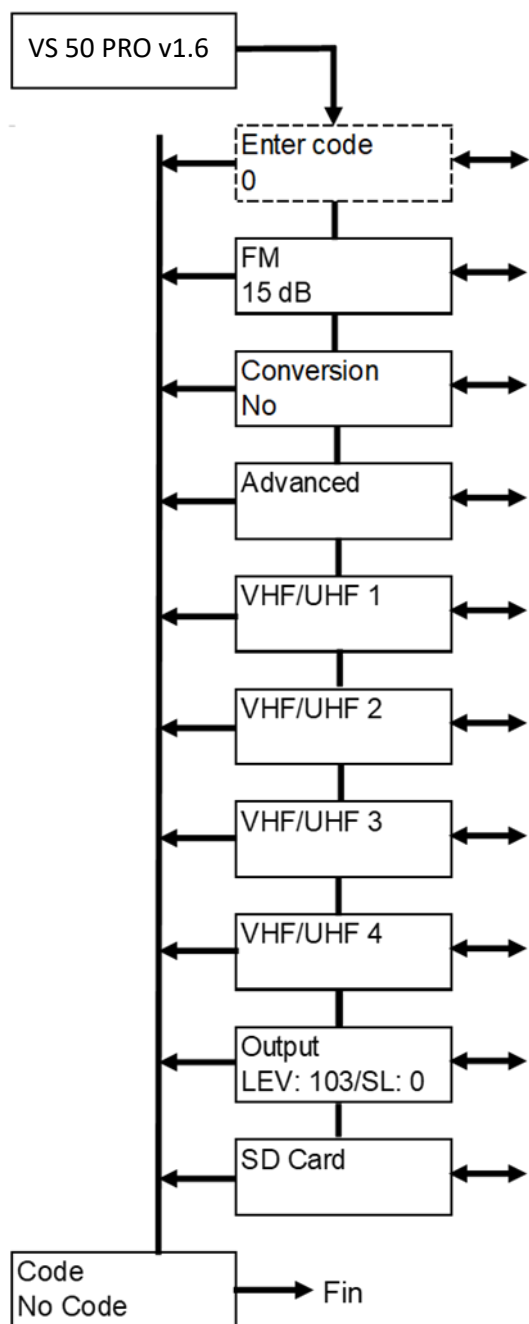 VS 50 PRO v1.6
Enter code
0
FM
15 dB
Conversion
No
Advanced
VHF/UHF 1
VHF/UHF 2
VHF/UHF 3
VHF/UHF 4
Output
LEV: 103/SL: 0
SD Card
Code
No Code
Fin